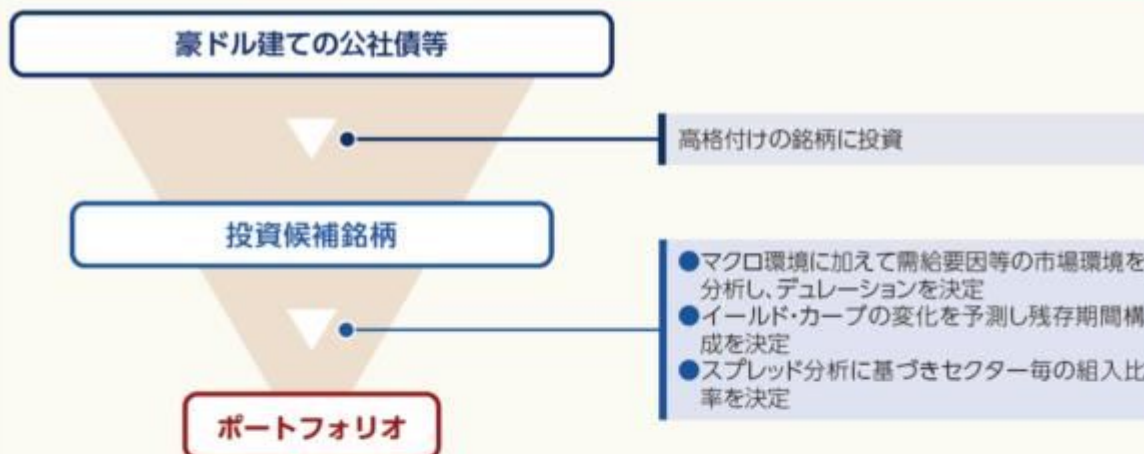 豪ドル建ての公社債等
高格付けの銘柄に投資
投資候補銘柄
●マクロ環境に加えて需給要因等の市場環境を
分析し、デュレーションを決定
●イールド・カーブの変化を予測し残存期間構
成を決定
●スプレッド分析に基づきセクター毎の組入比
率を決定
ポートフォリオ